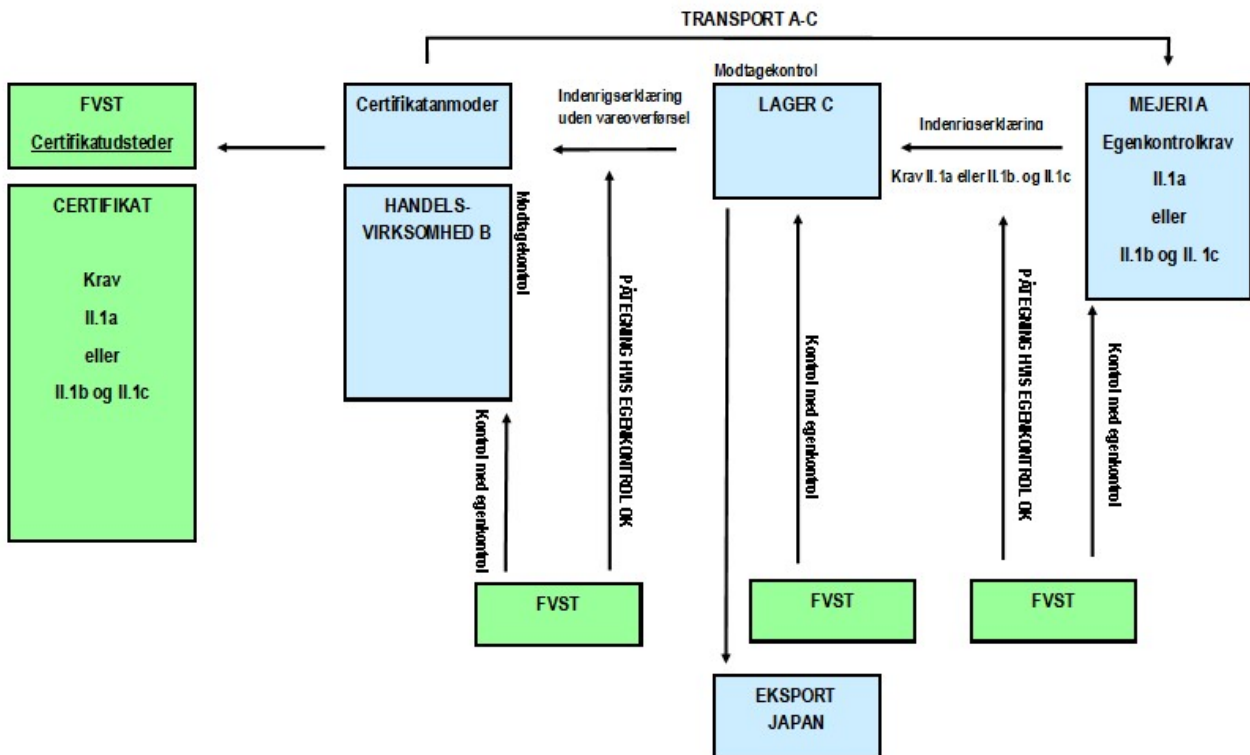 TRANSPORT A-C
FVST
Certifikatudsteder
CERTIFIKAT
Krav
II.1a
eller
II.1b og II.1c
Certifikatanmoder
HANDELS-
VIRKSOMHED B
Modtagekontrol
Kontrol med egenkontrol
Indenrigserklæring
uden vareoverførsel
PÅTEGNING HVIS EGENKONTROL OK
FVST
Modtagekontrol
LAGER C
Kontrol med egenkontrol
FVST
EKSPORT
JAPAN
Indenrigserklæring
Krav II.1a eller II.1b. og II.1c
PÅTEGNING HVIS EGENKONTROL OK
MEJERI A
Egenkontrolkrav
II.1a
eller
II.1b og II. 1c
Kontrol med egenkontrol
FVST